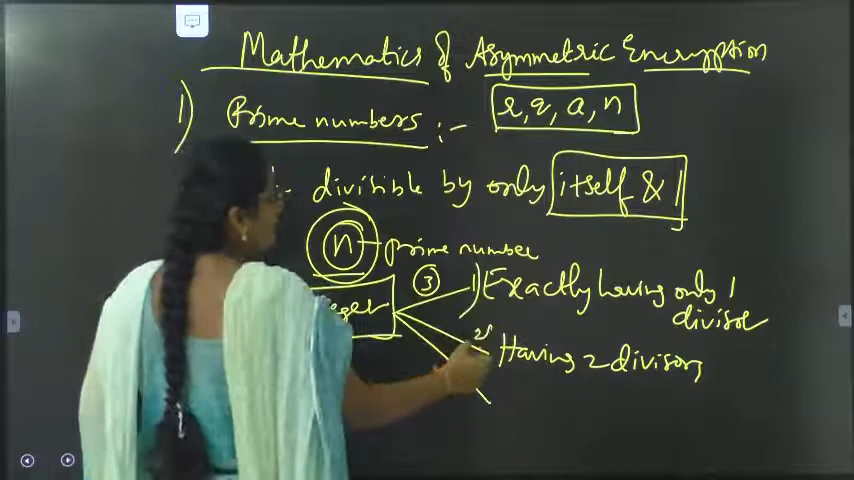 Mathematics of Asymmetric Encryption
1) Prime numbers :- r, q, a, n
:- divisible by only itself & 1
n - prime number
3
eger
1) Exactly having only 1 divisor
2) Having 2 divisors